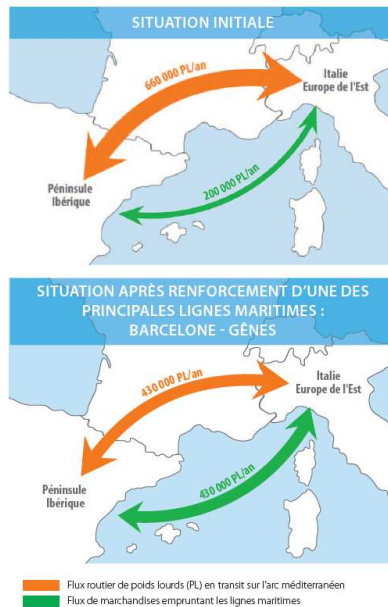 SITUATION INITIALE
660 000 PL/an
Italie
Europe de l'Est
Péninsule
Ibérique
200 000 PL/an
SITUATION APRÈS RENFORCEMENT D'UNE DES
PRINCIPALES LIGNES MARITIMES :
BARCELONE - GÊNES
430 000 PL/an
Italie
Europe de l'Est
Péninsule
Ibérique
430 000 PL/an
Flux routier de poids lourds (PL) en transit sur l'arc méditerranéen
Flux de marchandises empruntant les lignes maritimes